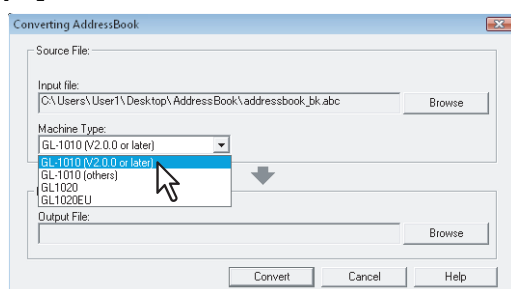 Converting AddressBook
Source File:
Input file:
C:\Users\User1\Desktop\AddressBook\addressbook_bk.abc
Browse
Machine Type:
GL-1010 (V2.0.0 or later)
GL-1010 (V2.0.0 or later)
GL-1010 (others)
GL1020
GL1020EU
Output File:
Browse
Convert
Cancel
Help